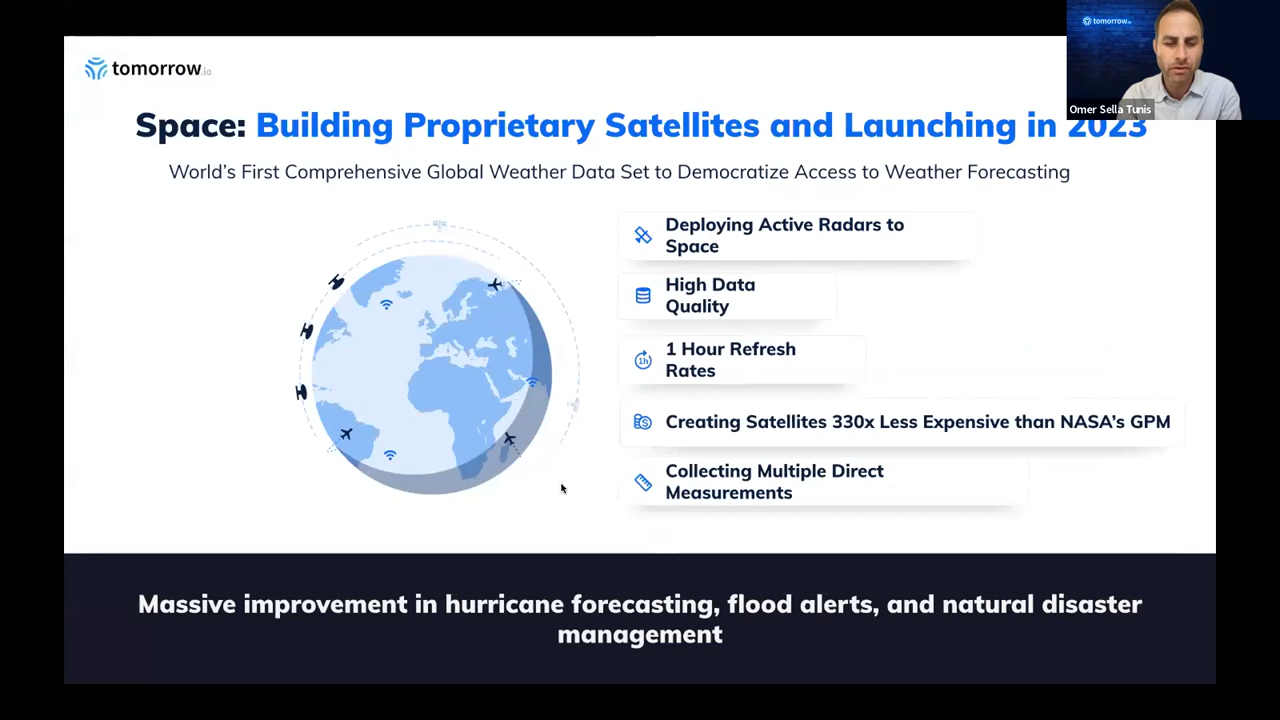 tomorrow.io
tomorrow.io
Omer Sella Tunis
Space: Building Proprietary Satellites and Launching in 2023
World's First Comprehensive Global Weather Data Set to Democratize Access to Weather Forecasting
Deploying Active Radars to
Space
High Data
Quality
1h
1 Hour Refresh
Rates
Creating Satellites 330x Less Expensive than NASA's GPM
Collecting Multiple Direct
Measurements
Massive improvement in hurricane forecasting, flood alerts, and natural disaster
management